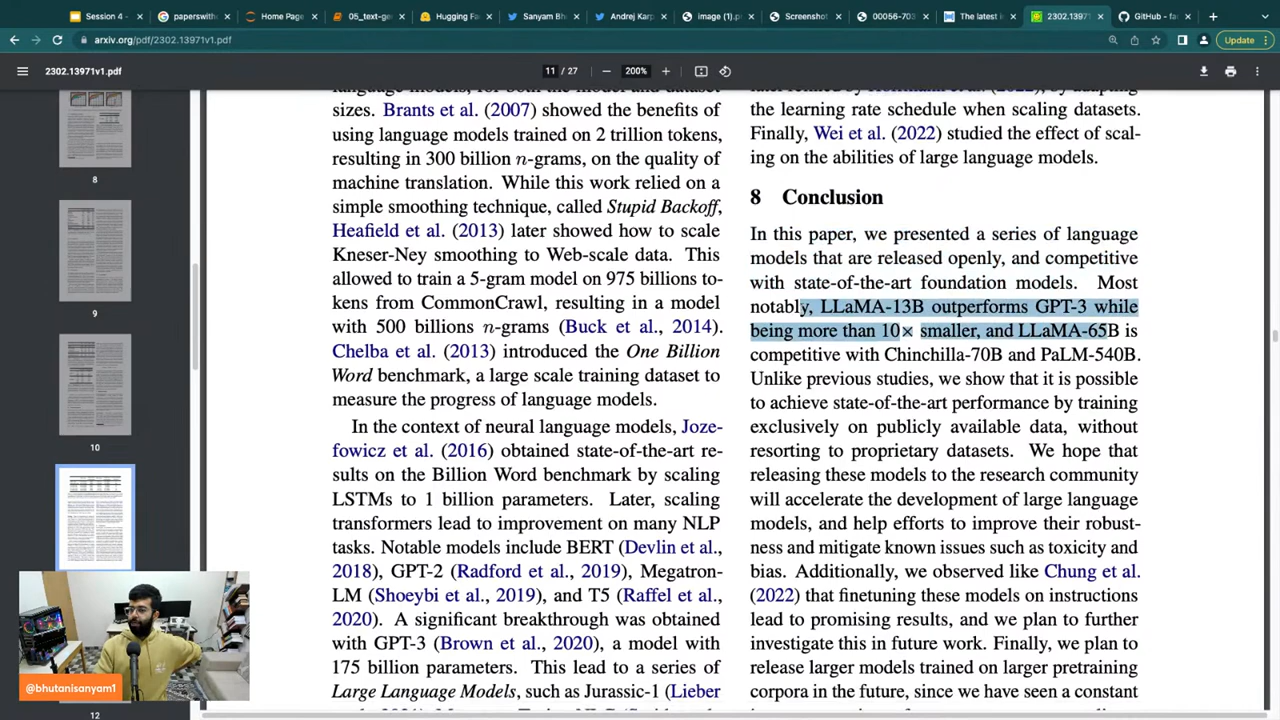 Session 4 -
paperswith
Home Page
05_text-ge
Hugging Fa
Sanyam Bh
Andrej Karp
image (1).p
Screenshot
00056-703
The latest i
2302.13971
GitHub - fa
arxiv.org/pdf/2302.13971v1.pdf
Update
2302.13971v1.pdf
11 / 27
200%
8
9
10
12
sizes. Brants et al. (2007) showed the benefits of
using language models trained on 2 trillion tokens,
resulting in 300 billion n-grams, on the quality of
machine translation. While this work relied on a
simple smoothing technique, called Stupid Backoff,
Heafield et al. (2013) later showed how to scale
Kneser-Ney smoothing to Web-scale data. This
allowed to train a 5-gram model on 975 billions to-
kens from CommonCrawl, resulting in a model
with 500 billions n-grams (Buck et al., 2014).
Chelba et al. (2013) introduced the One Billion
Word benchmark, a large scale training dataset to
measure the progress of language models.
In the context of neural language models, Joze-
fowicz et al. (2016) obtained state-of-the-art re-
sults on the Billion Word benchmark by scaling
LSTMs to 1 billion parameters. Later, scaling
transformers lead to improvement on many NLP
tasks. Notable models include BERT (Devlin et al.,
2018), GPT-2 (Radford et al., 2019), Megatron-
LM (Shoeybi et al., 2019), and T5 (Raffel et al.,
2020). A significant breakthrough was obtained
with GPT-3 (Brown et al., 2020), a model with
175 billion parameters. This lead to a series of
Large Language Models, such as Jurassic-1 (Lieber
the learning rate schedule when scaling datasets.
Finally, Wei et al. (2022) studied the effect of scal-
ing on the abilities of large language models.
8 Conclusion
In this paper, we presented a series of language
models that are released openly, and competitive
with state-of-the-art foundation models. Most
notably, LLaMA-13B outperforms GPT-3 while
being more than 10× smaller, and LLaMA-65B is
competitive with Chinchilla-70B and PaLM-540B.
Unlike previous studies, we show that it is possible
to achieve state-of-the-art performance by training
exclusively on publicly available data, without
resorting to proprietary datasets. We hope that
releasing these models to the research community
will accelerate the development of large language
models, and help efforts to improve their robust-
ness and mitigate known issues such as toxicity and
bias. Additionally, we observed like Chung et al.
(2022) that finetuning these models on instructions
lead to promising results, and we plan to further
investigate this in future work. Finally, we plan to
release larger models trained on larger pretraining
corpora in the future, since we have seen a constant
@bhutanisanyam1